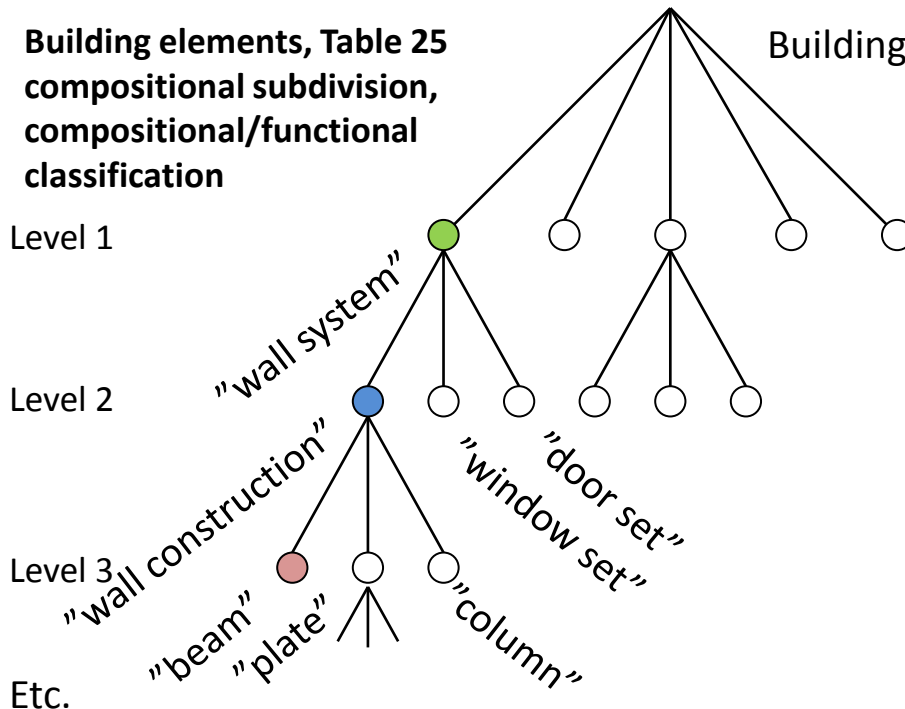 Building elements, Table 25
compositional subdivision,
compositional/functional
classification
Building
Level 1
”wall system”
Level 2
”wall construction”
”window set”
”door set”
Level 3
”beam”
”plate”
”column”
Etc.